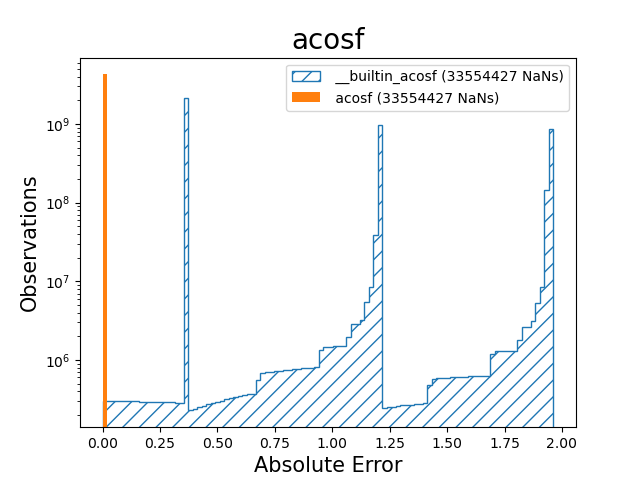 acosf
__builtin_acosf (33554427 NaNs)
acosf (33554427 NaNs)
Observations
10⁹
10⁸
10⁷
10⁶
0.00 0.25 0.50 0.75 1.00 1.25 1.50 1.75 2.00
Absolute Error